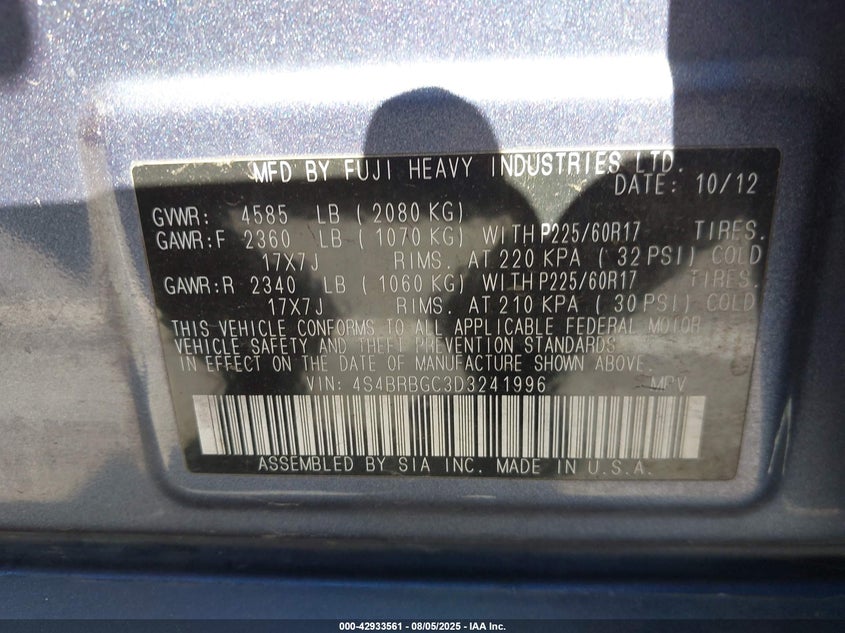 MFD BY FUJI HEAVY INDUSTRIES LTD.
DATE: 10/12
GVWR: 4585 LB ( 2080 KG)
GAWR:F 2360 LB ( 1070 KG) WITH P225/60R17 TIRES.
17X7J RIMS. AT 220 KPA ( 32 PSI) COLD
GAWR:R 2340 LB ( 1060 KG) WITH P225/60R17 TIRES.
17X7J RIMS. AT 210 KPA ( 30 PSI) COLD
THIS VEHICLE CONFORMS TO ALL APPLICABLE FEDERAL MOTOR
VEHICLE SAFETY AND THEFT PREVENTION STANDARDS
IN EFFECT ON THE DATE OF MANUFACTURE SHOWN ABOVE.
VIN: 4S4BRBGC3D3241996 MPV
ASSEMBLED BY SIA INC. MADE IN U.S.A.
000-42933561 - 08/05/2025 - IAA Inc.